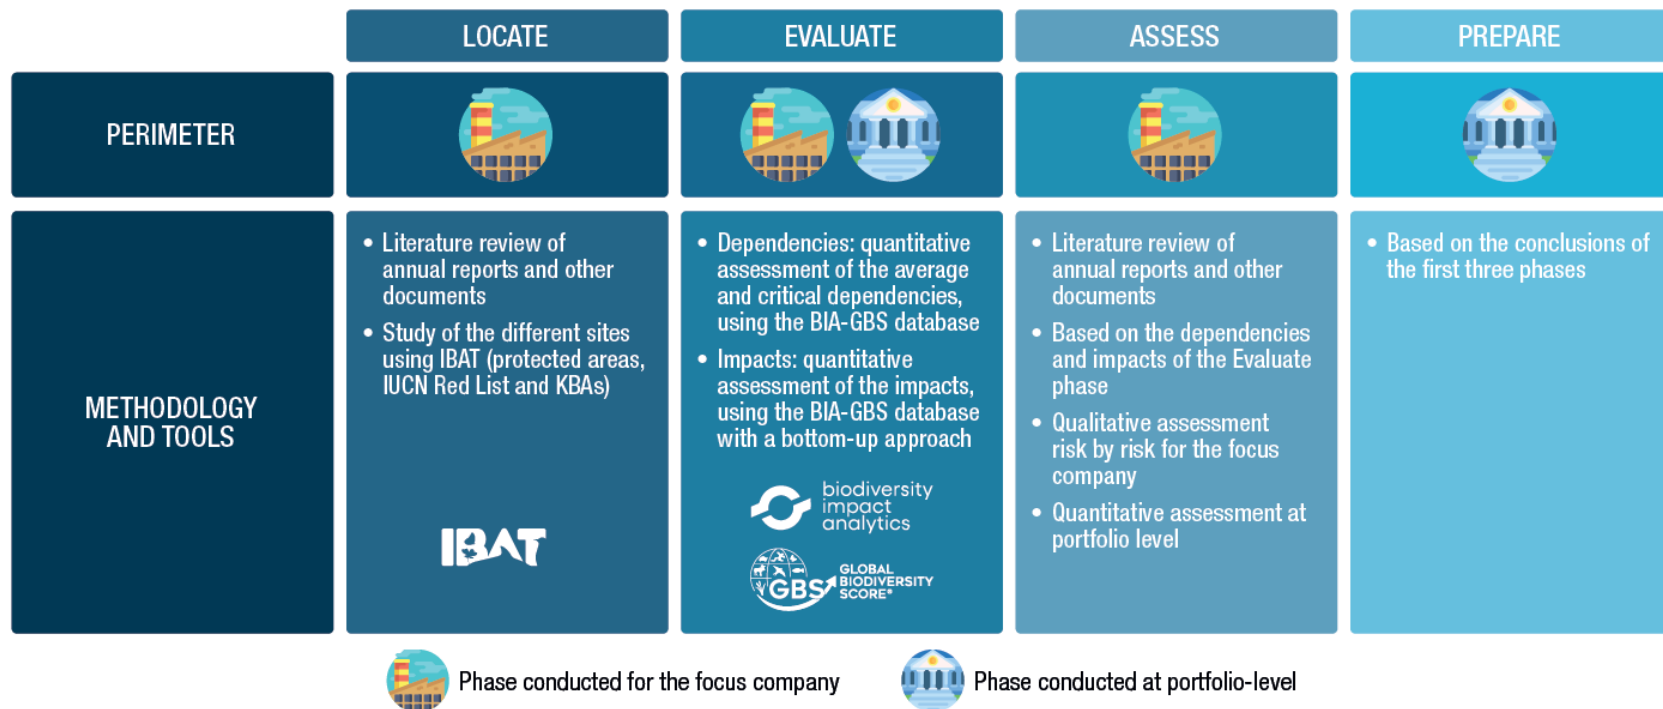 LOCATE
EVALUATE
ASSESS
PREPARE
PERIMETER
METHODOLOGY
AND TOOLS
• Literature review of
annual reports and other
documents
• Study of the different sites
using IBAT (protected areas,
IUCN Red List and KBAs)
IBAT
• Dependencies: quantitative
assessment of the average
and critical dependencies,
using the BIA-GBS database
• Impacts: quantitative
assessment of the impacts,
using the BIA-GBS database
with a bottom-up approach
biodiversity
impact
analytics
GBS
GLOBAL
BIODIVERSITY
SCORE®
• Literature review of
annual reports and other
documents
• Based on the dependencies
and impacts of the Evaluate
phase
• Qualitative assessment
risk by risk for the focus
company
• Quantitative assessment at
portfolio level
• Based on the conclusions of
the first three phases
Phase conducted for the focus company
Phase conducted at portfolio-level